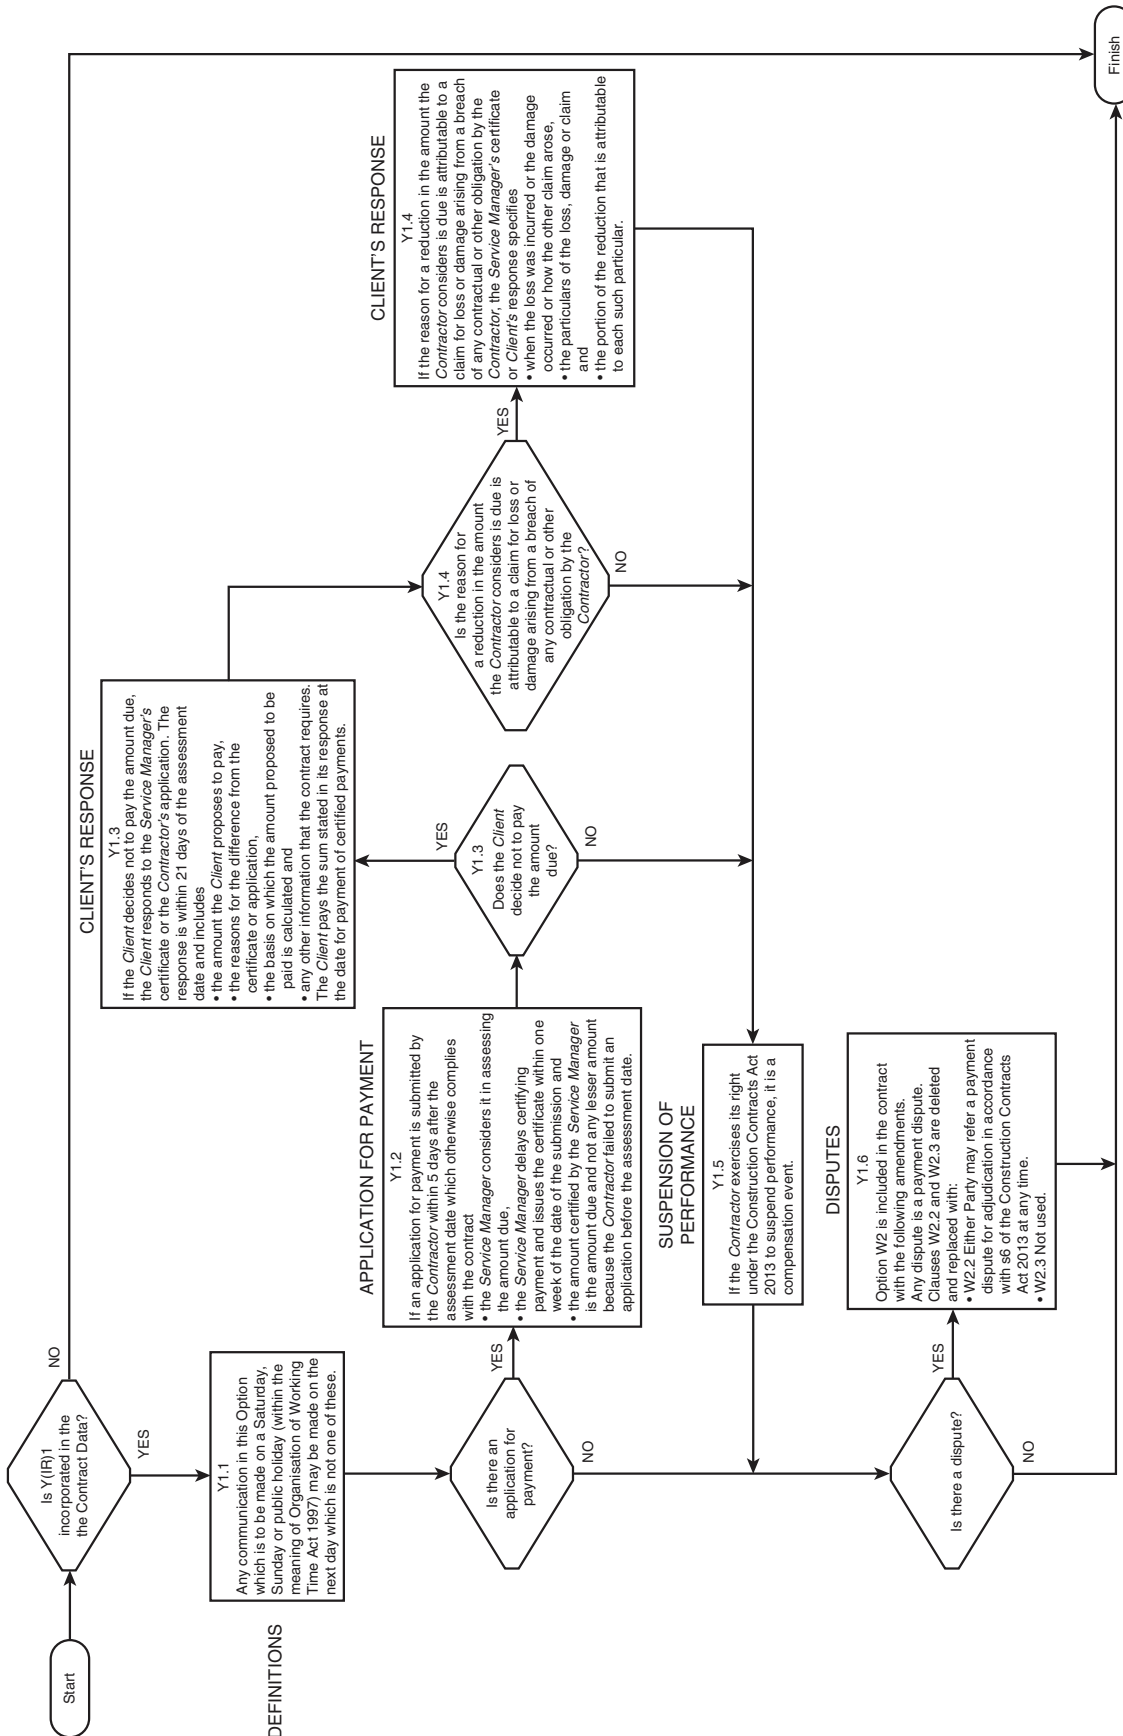 Start
Is Y(IR)1
incorporated in the
the Contract Data?
NO
YES
DEFINITIONS
Y1.1
Any communication in this Option
which is to be made on a Saturday,
Sunday or public holiday (within the
meaning of Organisation of Working
Time Act 1997) may be made on the
next day which is not one of these.
Is there an
application for
payment?
YES
NO
APPLICATION FOR PAYMENT
Y1.2
If an application for payment is submitted by
the Contractor within 5 days after the
assessment date which otherwise complies
with the contract
• the Service Manager considers it in assessing
the amount due,
• the Service Manager delays certifying
payment and issues the certificate within one
week of the date of the submission and
• the amount certified by the Service Manager
is the amount due and not any lesser amount
because the Contractor failed to submit an
application before the assessment date.
Y1.3
Does the Client
decide not to pay
the amount
due?
YES
NO
CLIENT'S RESPONSE
Y1.3
If the Client decides not to pay the amount due,
the Client responds to the Service Manager's
certificate or the Contractor's application. The
response is within 21 days of the assessment
date and includes
• the amount the Client proposes to pay,
• the reasons for the difference from the
certificate or application,
• the basis on which the amount proposed to be
paid is calculated and
• any other information that the contract requires.
The Client pays the sum stated in its response at
the date for payment of certified payments.
Y1.4
Is the reason for
a reduction in the amount
the Contractor considers is due is
attributable to a claim for loss or
damage arising from a breach of
any contractual or other
obligation by the
Contractor?
YES
NO
CLIENT'S RESPONSE
Y1.4
If the reason for a reduction in the amount the
Contractor considers is due is attributable to a
claim for loss or damage arising from a breach
of any contractual or other obligation by the
Contractor, the Service Manager's certificate
or Client's response specifies
• when the loss was incurred or the damage
occurred or how the other claim arose,
• the particulars of the loss, damage or claim
and
• the portion of the reduction that is attributable
to each such particular.
SUSPENSION OF
PERFORMANCE
Y1.5
If the Contractor exercises its right
under the Construction Contracts Act
2013 to suspend performance, it is a
compensation event.
Is there a dispute?
YES
NO
DISPUTES
Y1.6
Option W2 is included in the contract
with the following amendments.
Any dispute is a payment dispute.
Clauses W2.2 and W2.3 are deleted
and replaced with:
• W2.2 Either Party may refer a payment
dispute for adjudication in accordance
with s6 of the Construction Contracts
Act 2013 at any time.
• W2.3 Not used.
Finish